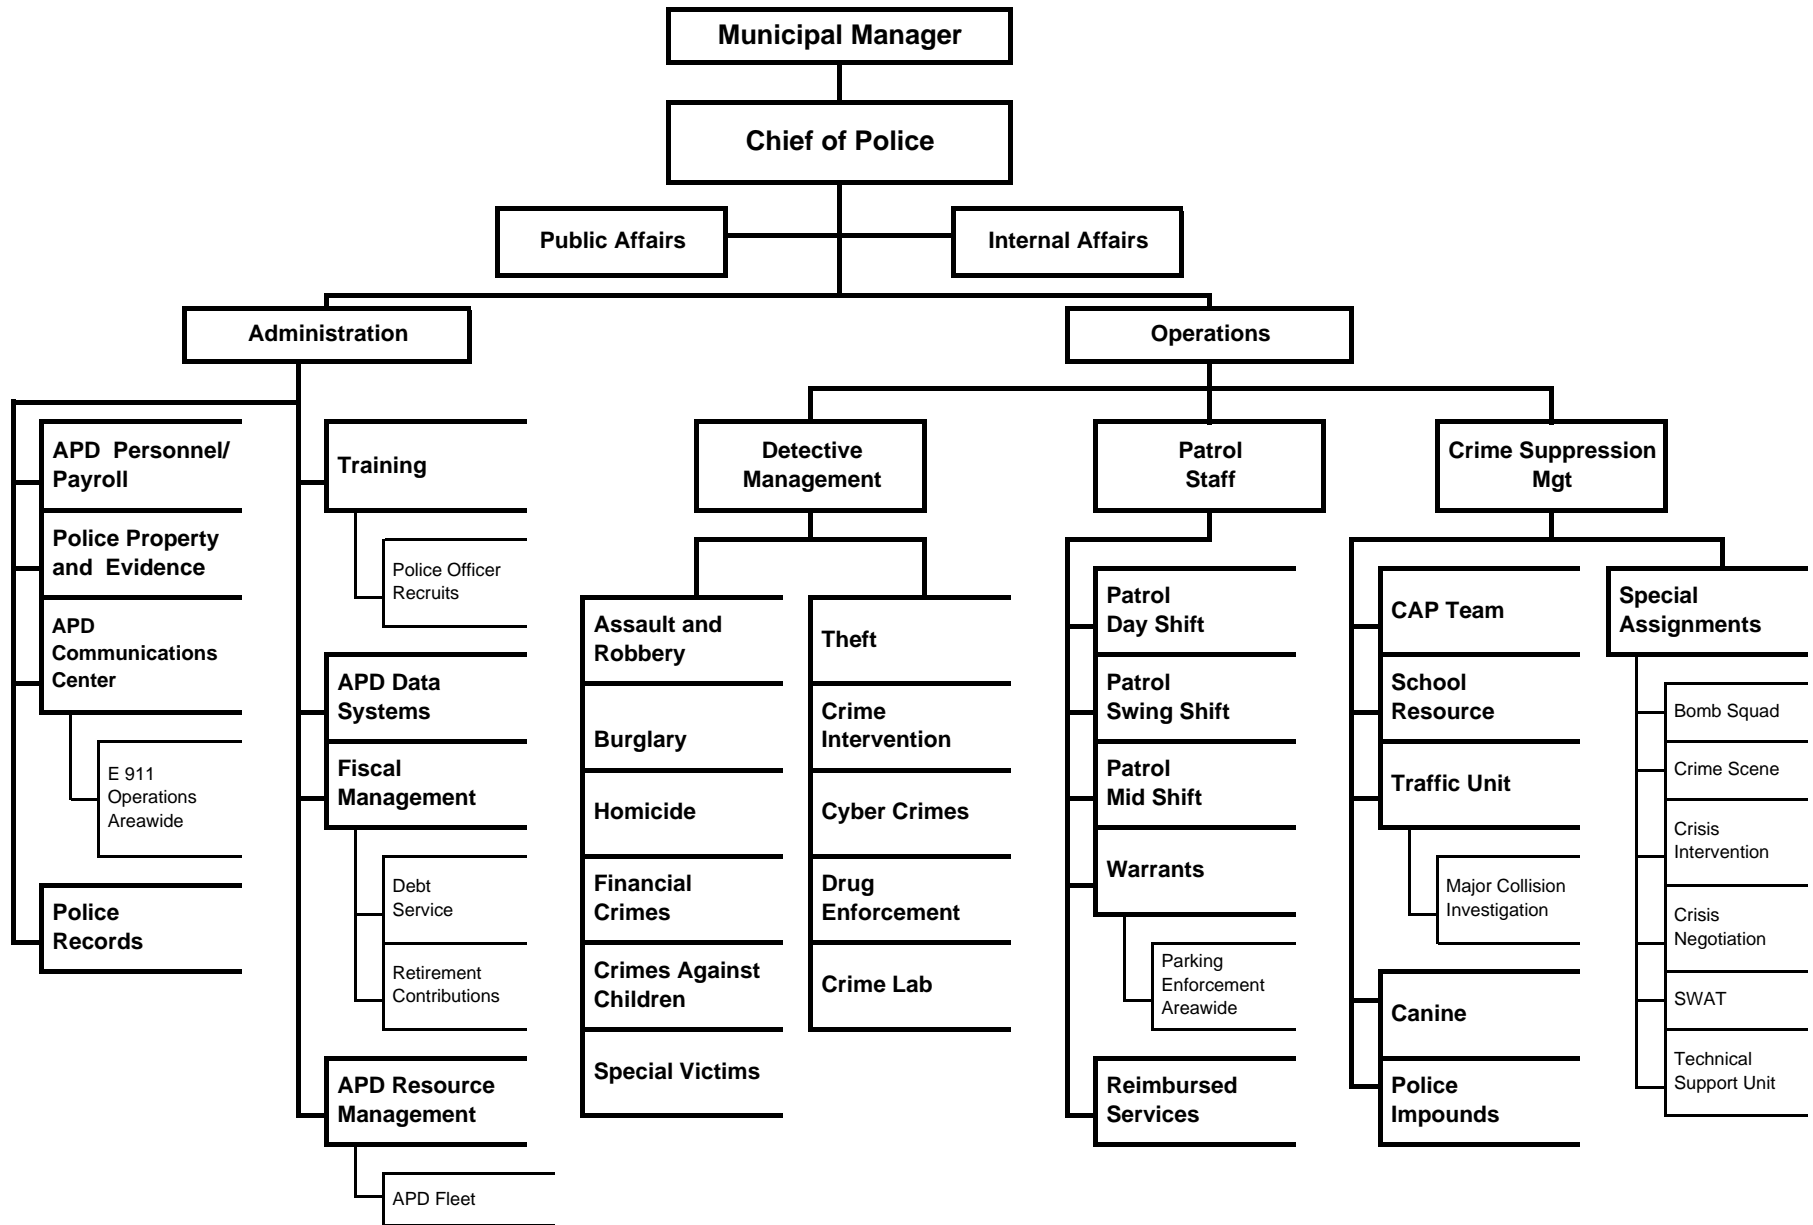 Municipal Manager
Chief of Police
Public Affairs
Internal Affairs
Administration
Operations
APD Personnel/
Payroll
Police Property
and Evidence
APD
Communications
Center
E 911
Operations
Areawide
Police
Records
Training
Police Officer
Recruits
APD Data
Systems
Fiscal
Management
Debt
Service
Retirement
Contributions
APD Resource
Management
APD Fleet
Detective
Management
Assault and
Robbery
Burglary
Homicide
Financial
Crimes
Crimes Against
Children
Special Victims
Theft
Crime
Intervention
Cyber Crimes
Drug
Enforcement
Crime Lab
Patrol
Staff
Patrol
Day Shift
Patrol
Swing Shift
Patrol
Mid Shift
Warrants
Parking
Enforcement
Areawide
Reimbursed
Services
Crime Suppression
Mgt
CAP Team
School
Resource
Traffic Unit
Major Collision
Investigation
Canine
Police
Impounds
Special
Assignments
Bomb Squad
Crime Scene
Crisis
Intervention
Crisis
Negotiation
SWAT
Technical
Support Unit